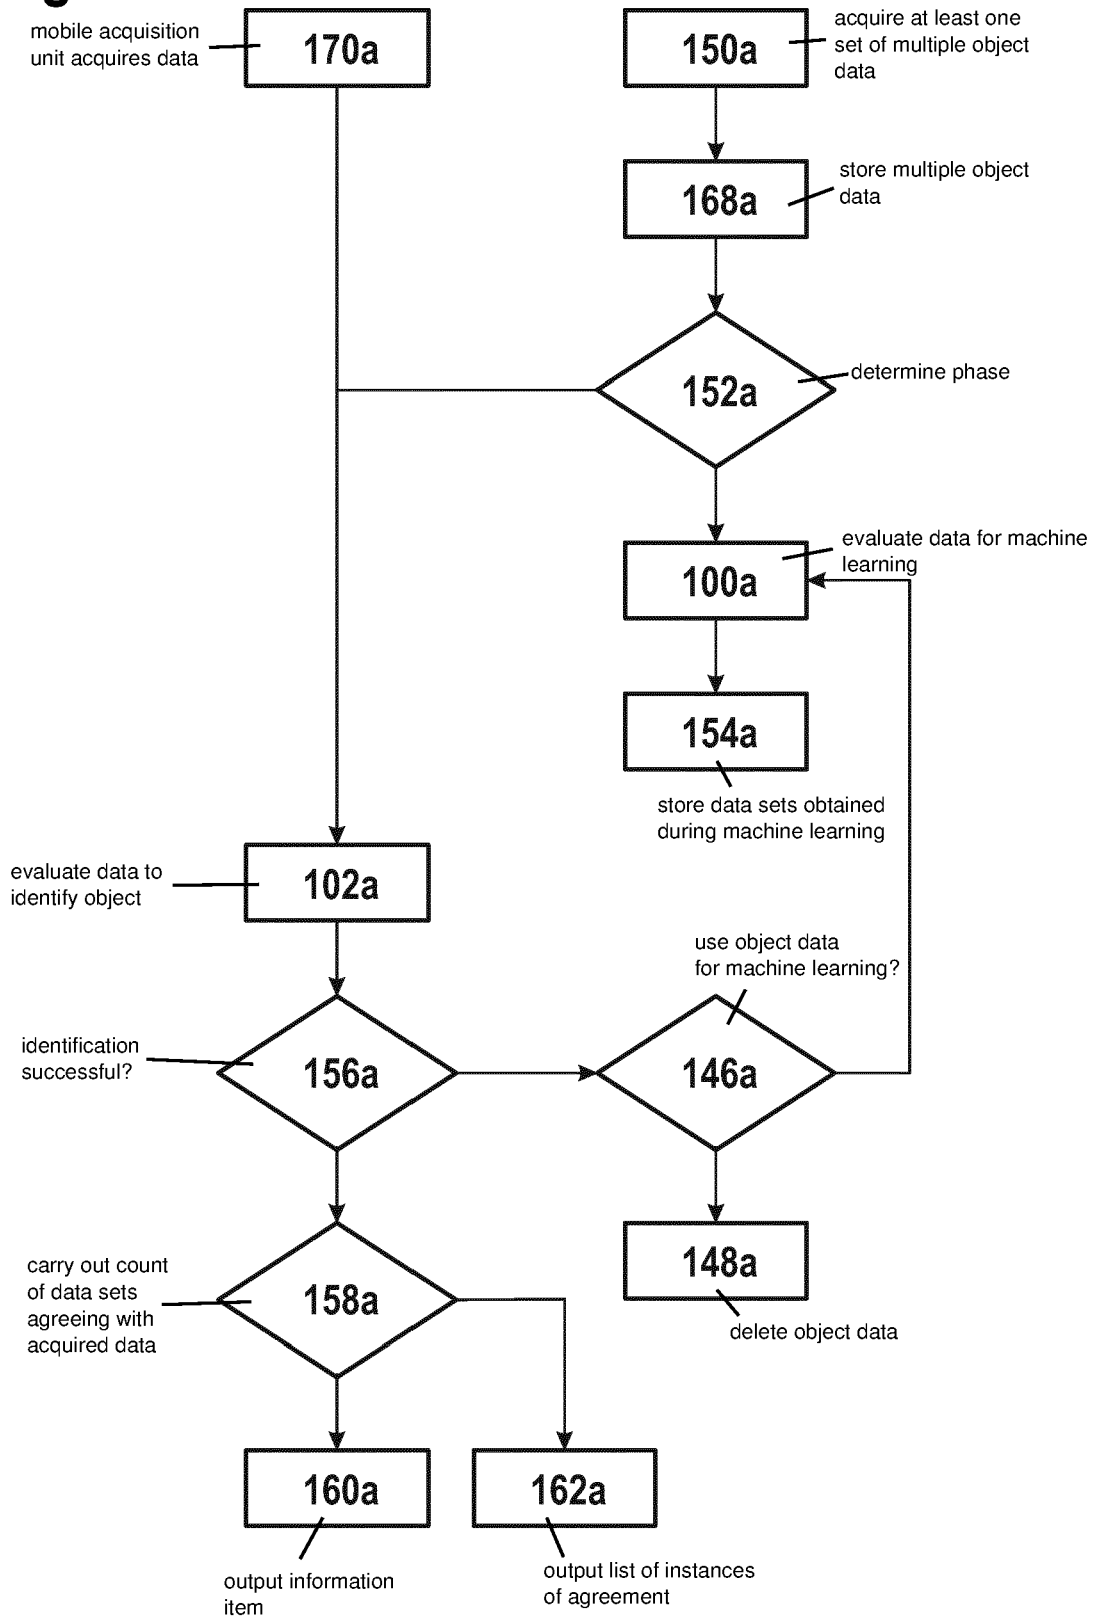 mobile acquisition
unit acquires data
170a
150a
acquire at least one
set of multiple object
data
168a
store multiple object
data
152a
determine phase
100a
evaluate data for machine
learning
154a
store data sets obtained
during machine learning
evaluate data to
identify object
102a
use object data
for machine learning?
identification
successful?
156a
146a
carry out count
of data sets
agreeing with
acquired data
158a
148a
delete object data
160a
162a
output information
item
output list of instances
of agreement